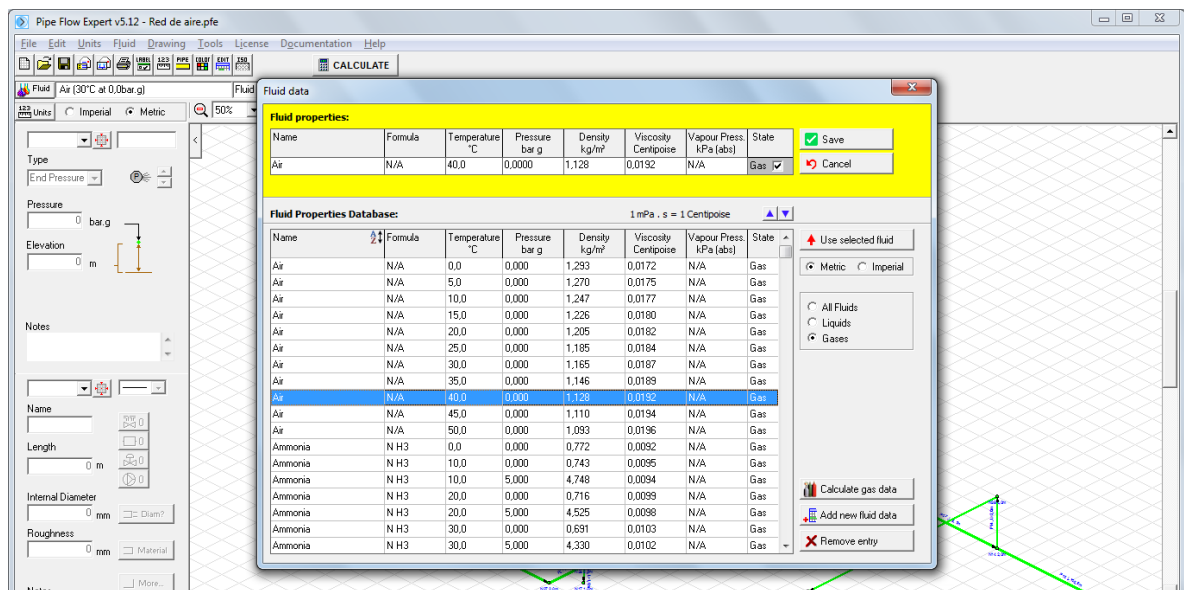 Pipe Flow Expert v5.12 - Red de aire.pfe
File Edit Units Fluid Drawing Tools License Documentation Help
CALCULATE
Fluid Air (30°C at 0,0bar.g) Fluid
Units Imperial Metric 50%
Type
End Pressure
Pressure
0 bar.g
Elevation
0 m
Notes
Name
Length
0 m
Internal Diameter
0 mm Diam?
Roughness
0 mm Material
More...
Fluid data
Fluid properties:
Name Formula Temperature °C Pressure bar g Density kg/m³ Viscosity Centipoise Vapour Press. kPa (abs) State
Air N/A 40,0 0,0000 1,128 0,0192 N/A Gas
Save
Cancel
Fluid Properties Database: 1 mPa . s = 1 Centipoise
Name Formula Temperature °C Pressure bar g Density kg/m³ Viscosity Centipoise Vapour Press. kPa (abs) State
Air N/A 0,0 0,000 1,293 0,0172 N/A Gas
Air N/A 5,0 0,000 1,270 0,0175 N/A Gas
Air N/A 10,0 0,000 1,247 0,0177 N/A Gas
Air N/A 15,0 0,000 1,226 0,0180 N/A Gas
Air N/A 20,0 0,000 1,205 0,0182 N/A Gas
Air N/A 25,0 0,000 1,185 0,0184 N/A Gas
Air N/A 30,0 0,000 1,165 0,0187 N/A Gas
Air N/A 35,0 0,000 1,146 0,0189 N/A Gas
Air N/A 40,0 0,000 1,128 0,0192 N/A Gas
Air N/A 45,0 0,000 1,110 0,0194 N/A Gas
Air N/A 50,0 0,000 1,093 0,0196 N/A Gas
Ammonia N H3 0,0 0,000 0,772 0,0092 N/A Gas
Ammonia N H3 10,0 0,000 0,743 0,0095 N/A Gas
Ammonia N H3 10,0 5,000 4,748 0,0094 N/A Gas
Ammonia N H3 20,0 0,000 0,716 0,0099 N/A Gas
Ammonia N H3 20,0 5,000 4,525 0,0098 N/A Gas
Ammonia N H3 30,0 0,000 0,691 0,0103 N/A Gas
Ammonia N H3 30,0 5,000 4,330 0,0102 N/A Gas
Use selected fluid
Metric Imperial
All Fluids
Liquids
Gases
Calculate gas data
Add new fluid data
Remove entry